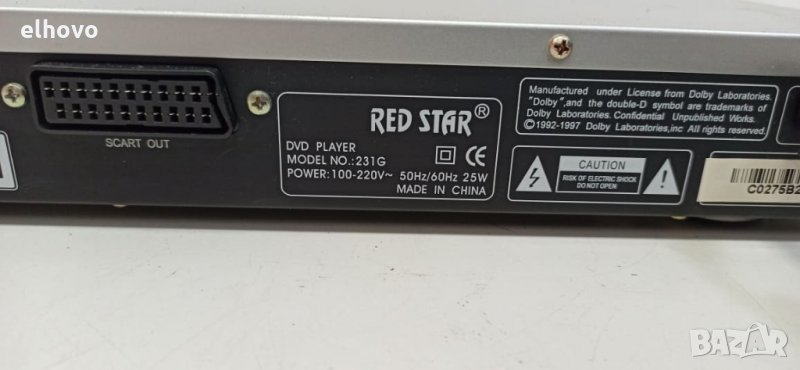 elhovo
SCART OUT
RED STAR®
DVD PLAYER
MODEL NO.:231G
POWER:100-220V~ 50Hz/60Hz 25W
MADE IN CHINA
CE
Manufactured under License from Dolby Laboratories.
"Dolby",and the double-D symbol are trademarks of
Dolby Laboratories. Confidential Unpublished Works.
©1992-1997 Dolby Laboratories,inc All rights reserved.
CAUTION
RISK OF ELECTRIC SHOCK
DO NOT OPEN
C0275B2
BAZAR